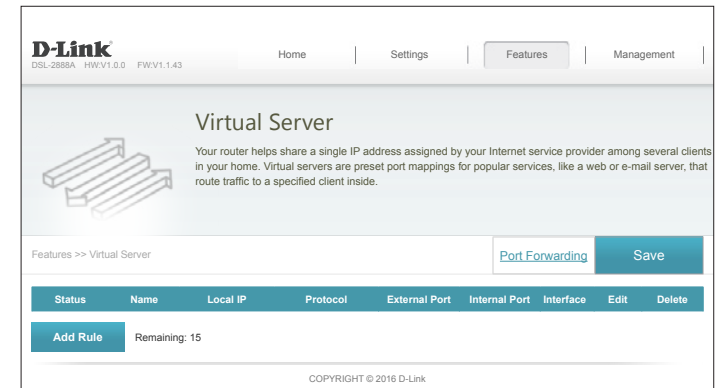 D-Link
DSL-2888A HW:V1.0.0 FW:V1.1.43
Home Settings Features Management
Virtual Server
Your router helps share a single IP address assigned by your Internet service provider among several clients
in your home. Virtual servers are preset port mappings for popular services, like a web or e-mail server, that
route traffic to a specified client inside.
Features >> Virtual Server
Port Forwarding
Save
Status Name Local IP Protocol External Port Internal Port Interface Edit Delete
Add Rule Remaining: 15
COPYRIGHT © 2016 D-Link